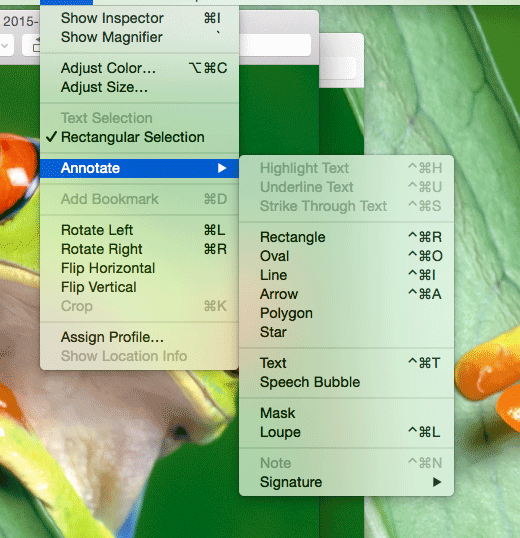 2015-
Show Inspector ⌘I
Show Magnifier `
Adjust Color... ⌥⌘C
Adjust Size...
Text Selection
✓ Rectangular Selection
Annotate ▶
Add Bookmark ⌘D
Rotate Left ⌘L
Rotate Right ⌘R
Flip Horizontal
Flip Vertical
Crop ⌘K
Assign Profile...
Show Location Info
Highlight Text ^⌘H
Underline Text ^⌘U
Strike Through Text ^⌘S
Rectangle ^⌘R
Oval ^⌘O
Line ^⌘I
Arrow ^⌘A
Polygon
Star
Text ^⌘T
Speech Bubble
Mask
Loupe ^⌘L
Note ^⌘N
Signature ▶